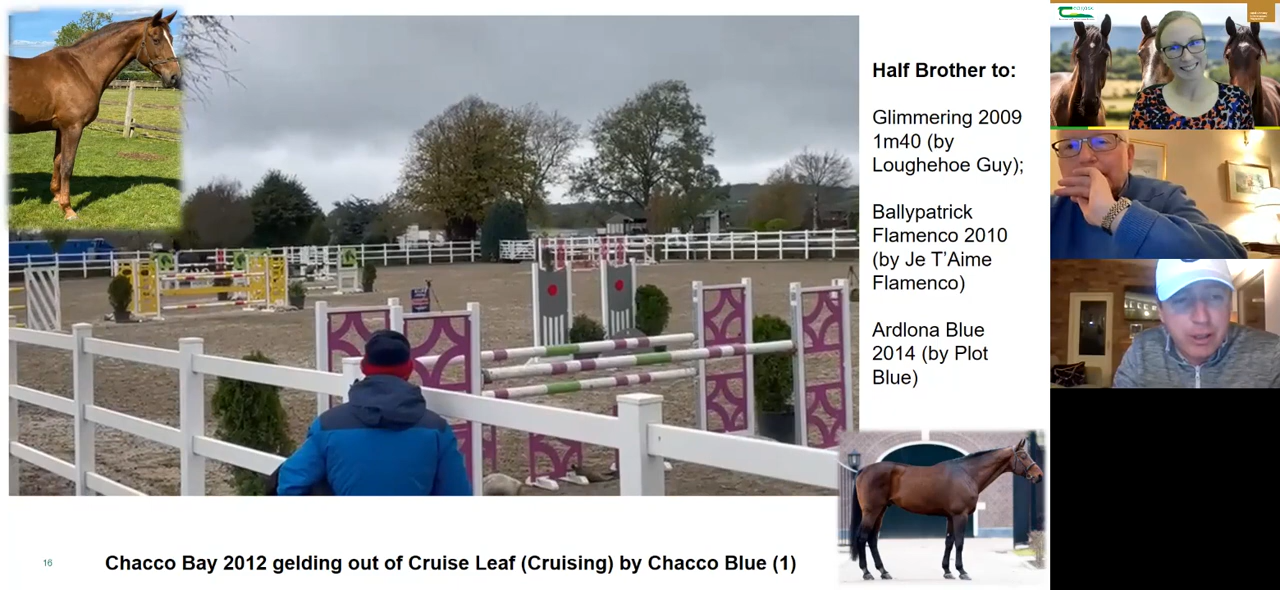 Half Brother to:
Glimmering 2009
1m40 (by
Loughehoe Guy);
Ballypatrick
Flamenco 2010
(by Je T'Aime
Flamenco)
Ardlona Blue
2014 (by Plot
Blue)
16
Chacco Bay 2012 gelding out of Cruise Leaf (Cruising) by Chacco Blue (1)